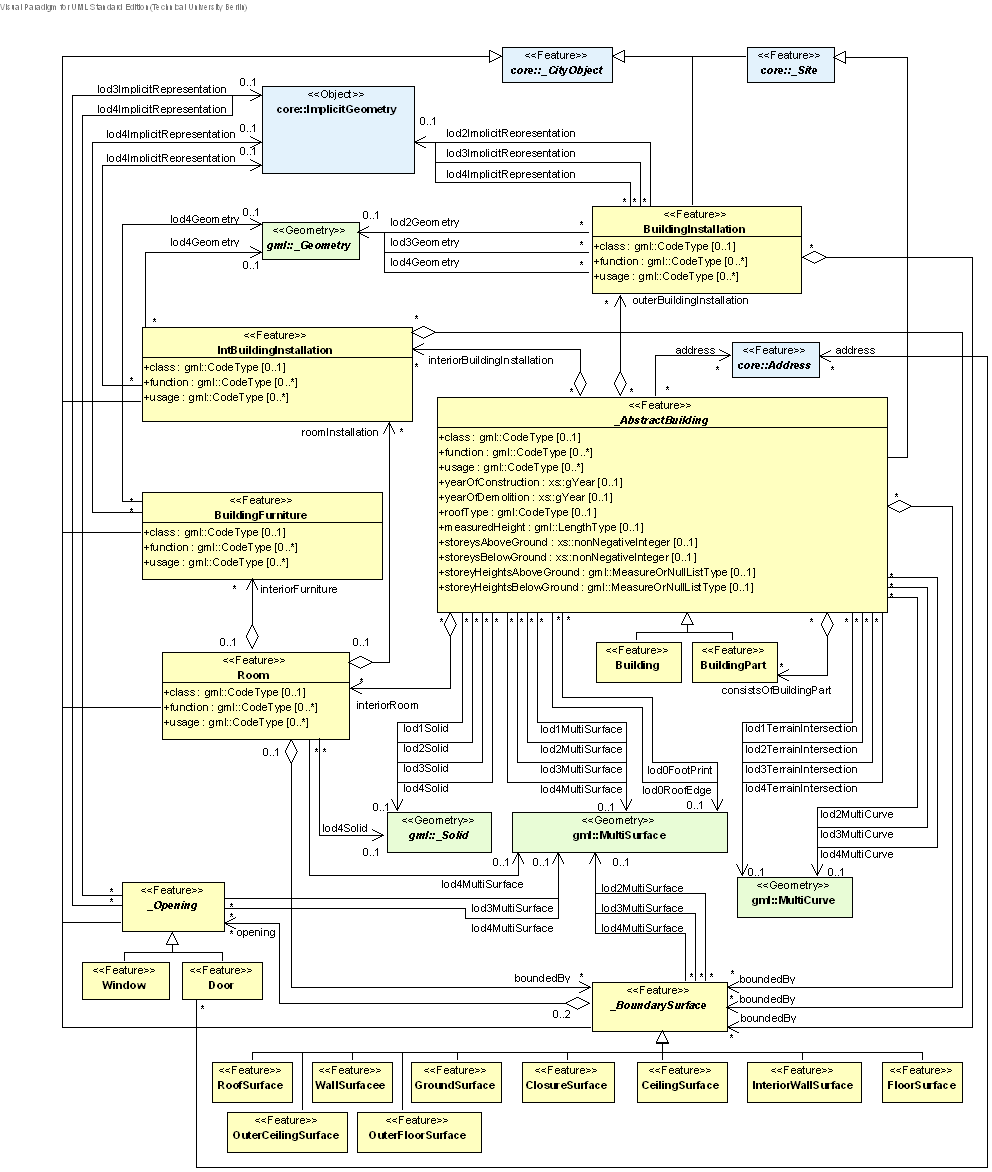 Visual Paradigm for UML Standard Edition(Technical University Berlin)
<<Feature>>
core::_CityObject
<<Feature>>
core::_Site
lod3ImplicitRepresentation
0..1
lod4ImplicitRepresentation
lod4ImplicitRepresentation
0..1
lod4ImplicitRepresentation
0..1
<<Object>>
core::ImplicitGeometry
0..1
lod2ImplicitRepresentation
lod3ImplicitRepresentation
lod4ImplicitRepresentation
* * *
lod4Geometry
0..1
lod4Geometry
0..1
<<Geometry>>
gml::_Geometry
0..1
lod2Geometry
*
lod3Geometry
*
lod4Geometry
*
<<Feature>>
BuildingInstallation
+class : gml::CodeType [0..1]
+function : gml::CodeType [0..*]
+usage : gml::CodeType [0..*]
*
* outerBuildingInstallation
*
<<Feature>>
IntBuildingInstallation
+class : gml::CodeType [0..1]
+function : gml::CodeType [0..*]
+usage : gml::CodeType [0..*]
*
*
interiorBuildingInstallation
*
address
*
<<Feature>>
core::Address
address
*
* * *
roomInstallation *
<<Feature>>
_AbstractBuilding
+class : gml::CodeType [0..1]
+function : gml::CodeType [0..*]
+usage : gml::CodeType [0..*]
+yearOfConstruction : xs::gYear [0..1]
+yearOfDemolition : xs::gYear [0..1]
+roofType : gml::CodeType [0..1]
+measuredHeight : gml::LengthType [0..1]
+storeysAboveGround : xs::nonNegativeInteger [0..1]
+storeysBelowGround : xs::nonNegativeInteger [0..1]
+storeyHeightsAboveGround : gml::MeasureOrNullListType [0..1]
+storeyHeightsBelowGround : gml::MeasureOrNullListType [0..1]
*
*
*
*
*
*
<<Feature>>
BuildingFurniture
+class : gml::CodeType [0..1]
+function : gml::CodeType [0..*]
+usage : gml::CodeType [0..*]
* interiorFurniture
0..1
0..1
* * * * * * * * * * *
* * * * *
<<Feature>>
Building
<<Feature>>
BuildingPart
*
consistsOfBuildingPart
<<Feature>>
Room
+class : gml::CodeType [0..1]
+function : gml::CodeType [0..*]
+usage : gml::CodeType [0..*]
*
interiorRoom
0..1
* *
lod1Solid
lod2Solid
lod3Solid
lod4Solid
0..1
lod1MultiSurface
lod2MultiSurface
lod3MultiSurface
lod4MultiSurface
0..1
lod0FootPrint
lod0RoofEdge
0..1
lod1TerrainIntersection
lod2TerrainIntersection
lod3TerrainIntersection
lod4TerrainIntersection
0..1
lod2MultiCurve
lod3MultiCurve
lod4MultiCurve
0..1
lod4Solid
0..1
<<Geometry>>
gml::_Solid
<<Geometry>>
gml::MultiSurface
<<Geometry>>
gml::MultiCurve
0..1
0..1
0..1
lod4MultiSurface
lod3MultiSurface
lod4MultiSurface
lod2MultiSurface
lod3MultiSurface
lod4MultiSurface
*
*
<<Feature>>
_Opening
*
*
* opening
<<Feature>>
Window
<<Feature>>
Door
*
boundedBy
*
0..2
* * *
<<Feature>>
_BoundarySurface
*
boundedBy
*
boundedBy
boundedBy
*
<<Feature>>
RoofSurface
<<Feature>>
WallSurfacee
<<Feature>>
GroundSurface
<<Feature>>
ClosureSurface
<<Feature>>
CeilingSurface
<<Feature>>
InteriorWallSurface
<<Feature>>
FloorSurface
<<Feature>>
OuterCeilingSurface
<<Feature>>
OuterFloorSurface